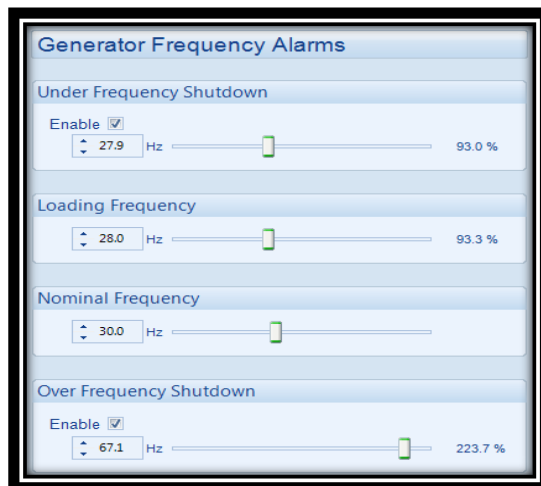 Generator Frequency Alarms
Under Frequency Shutdown
Enable
27.9 Hz 93.0 %
Loading Frequency
28.0 Hz 93.3 %
Nominal Frequency
30.0 Hz
Over Frequency Shutdown
Enable
67.1 Hz 223.7 %